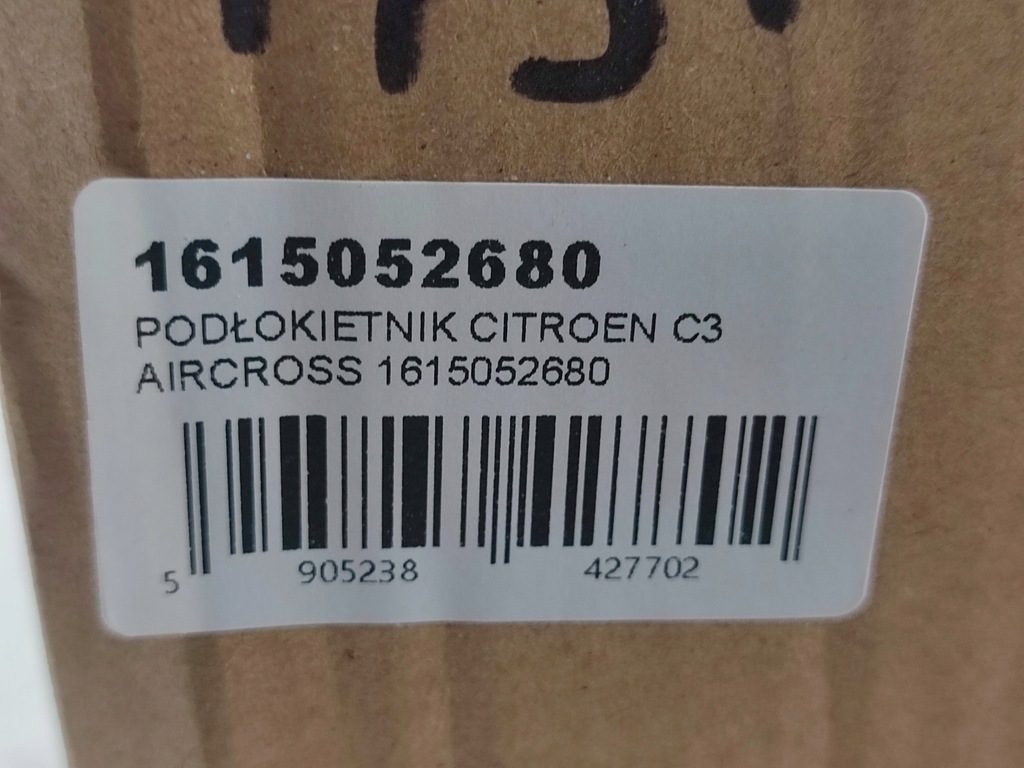 1615052680
PODŁOKIETNIK CITROEN C3
AIRCROSS 1615052680
5 905238 427702